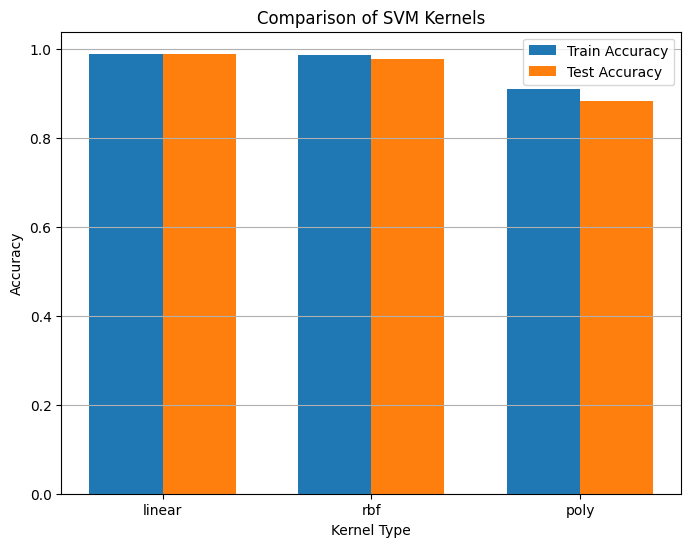 Comparison of SVM Kernels
Train Accuracy
Test Accuracy
1.0
0.8
0.6
0.4
0.2
0.0
Accuracy
linear
rbf
poly
Kernel Type